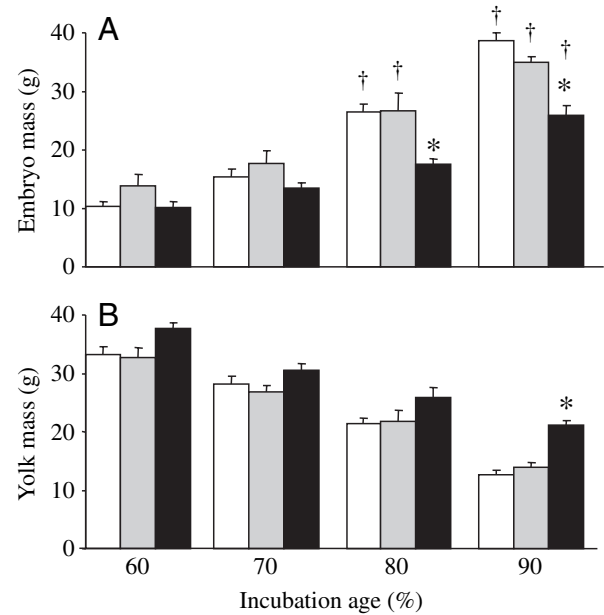 A
Embryo mass (g)
40
30
20
10
0
† † * † † † *
B
Yolk mass (g)
40
30
20
10
0
*
60 70 80 90
Incubation age (%)